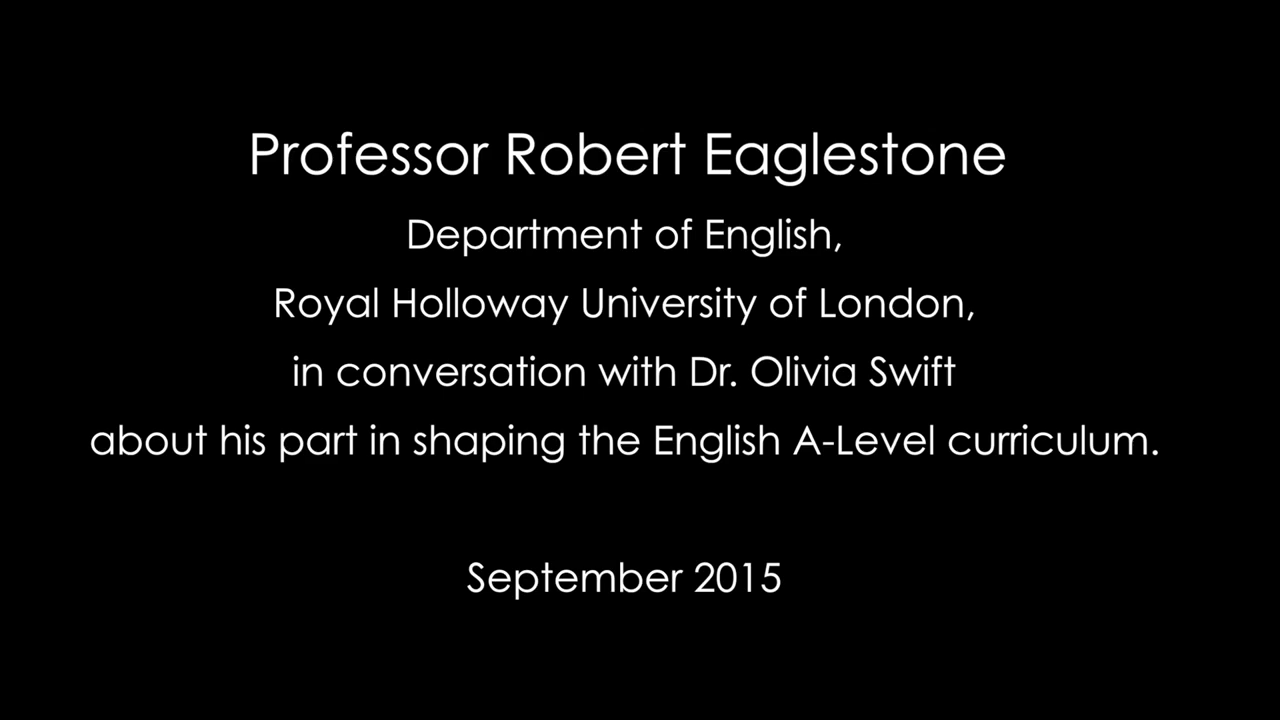 Professor Robert Eaglestone
Department of English,
Royal Holloway University of London,
in conversation with Dr. Olivia Swift
about his part in shaping the English A-Level curriculum.
September 2015